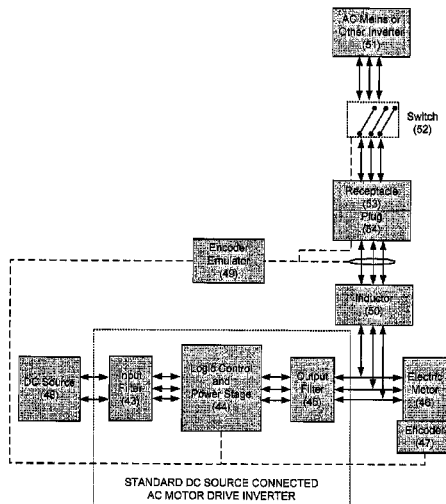 AC Mains or
Other Inverter
(51)
Switch
(52)
Receptacle
(53)
Plug
(54)
Encoder
Emulator
(49)
Inductor
(50)
DC Source
(48)
Input
Filter
(43)
Logic Control
and
Power Stage
(44)
Output
Filter
(45)
Electric
Motor
(46)
Encoder
(47)
STANDARD DC SOURCE CONNECTED
AC MOTOR DRIVE INVERTER